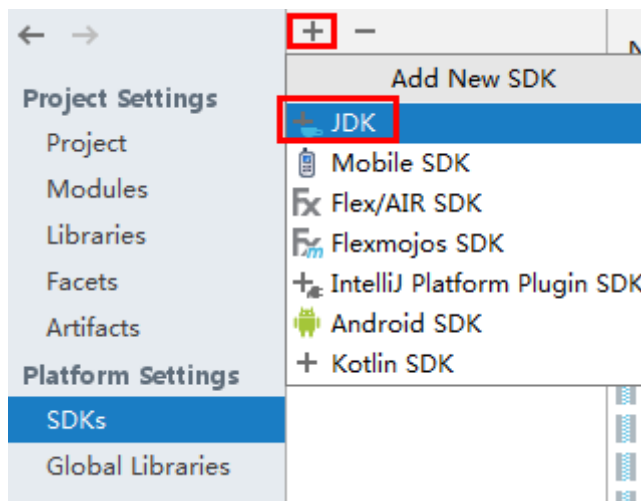 Project Settings
Project
Modules
Libraries
Facets
Artifacts
Platform Settings
SDKs
Global Libraries
Add New SDK
JDK
Mobile SDK
Flex/AIR SDK
Flexmojos SDK
IntelliJ Platform Plugin SDK
Android SDK
Kotlin SDK